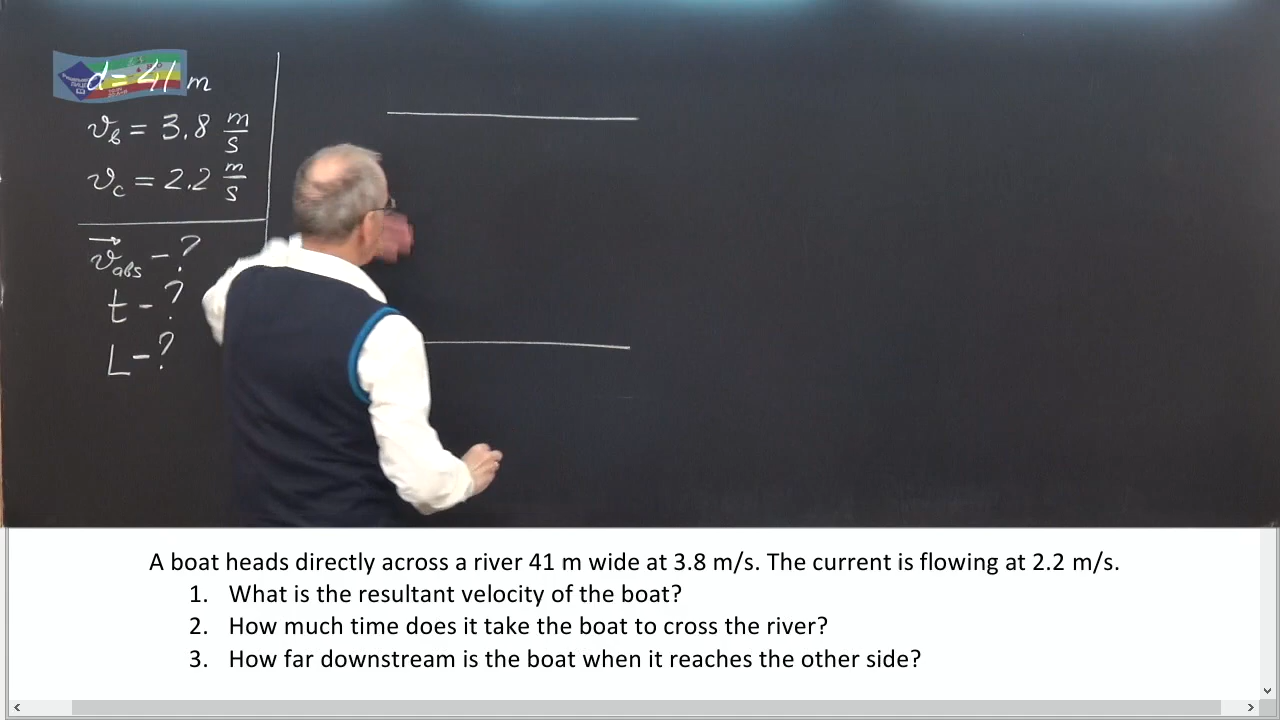 d = 41 m
v_b = 3.8 m/s
v_c = 2.2 m/s
v⃗_abs - ?
t - ?
L - ?
A boat heads directly across a river 41 m wide at 3.8 m/s. The current is flowing at 2.2 m/s.
1. What is the resultant velocity of the boat?
2. How much time does it take the boat to cross the river?
3. How far downstream is the boat when it reaches the other side?